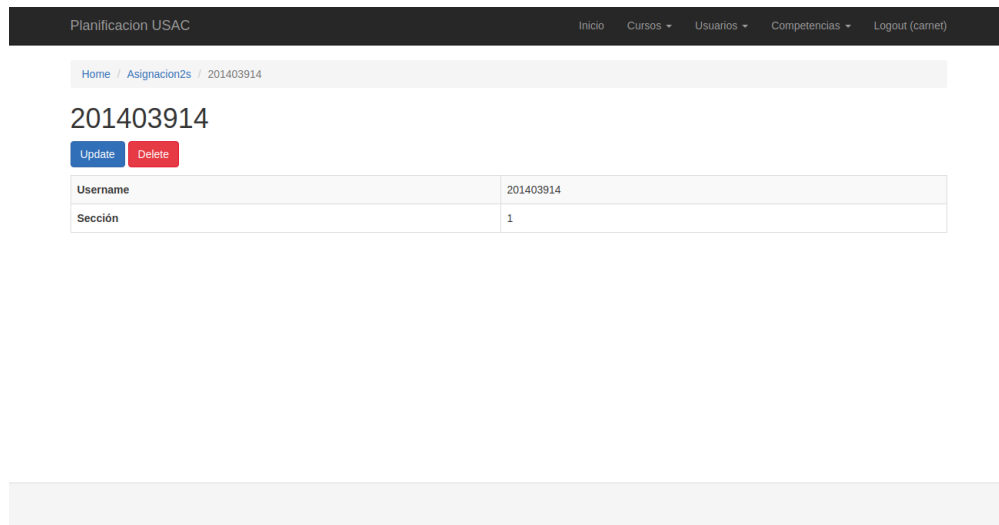 Planificacion USAC Inicio Cursos Usuarios Competencias Logout (carnet)
Home / Asignacion2s / 201403914
201403914
Update Delete
Username 201403914
Sección 1